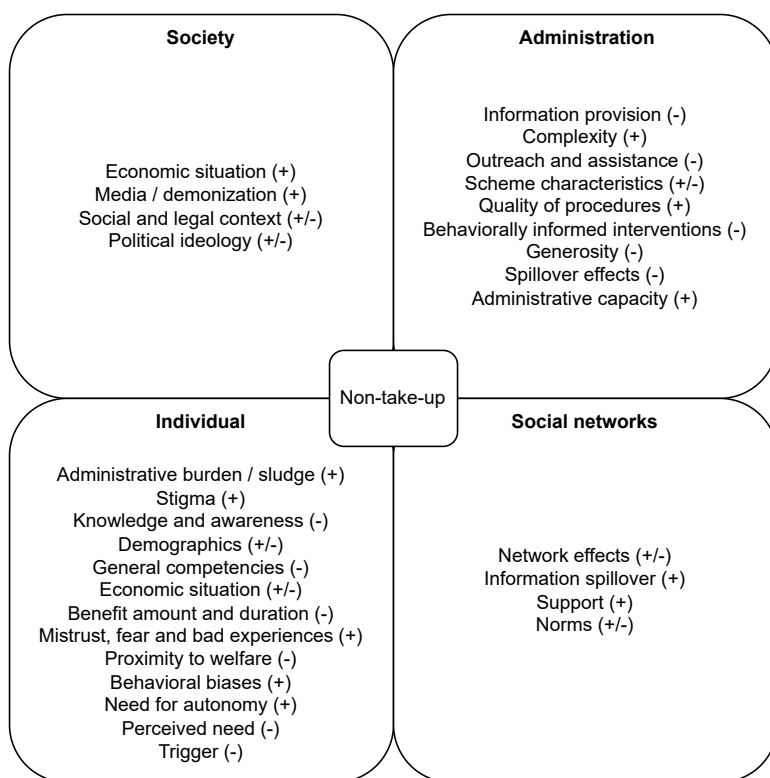 Society
Economic situation (+)
Media / demonization (+)
Social and legal context (+/-)
Political ideology (+/-)
Administration
Information provision (-)
Complexity (+)
Outreach and assistance (-)
Scheme characteristics (+/-)
Quality of procedures (+)
Behaviorally informed interventions (-)
Generosity (-)
Spillover effects (-)
Administrative capacity (+)
Non-take-up
Individual
Administrative burden / sludge (+)
Stigma (+)
Knowledge and awareness (-)
Demographics (+/-)
General competencies (-)
Economic situation (+/-)
Benefit amount and duration (-)
Mistrust, fear and bad experiences (+)
Proximity to welfare (-)
Behavioral biases (+)
Need for autonomy (+)
Perceived need (-)
Trigger (-)
Social networks
Network effects (+/-)
Information spillover (+)
Support (+)
Norms (+/-)